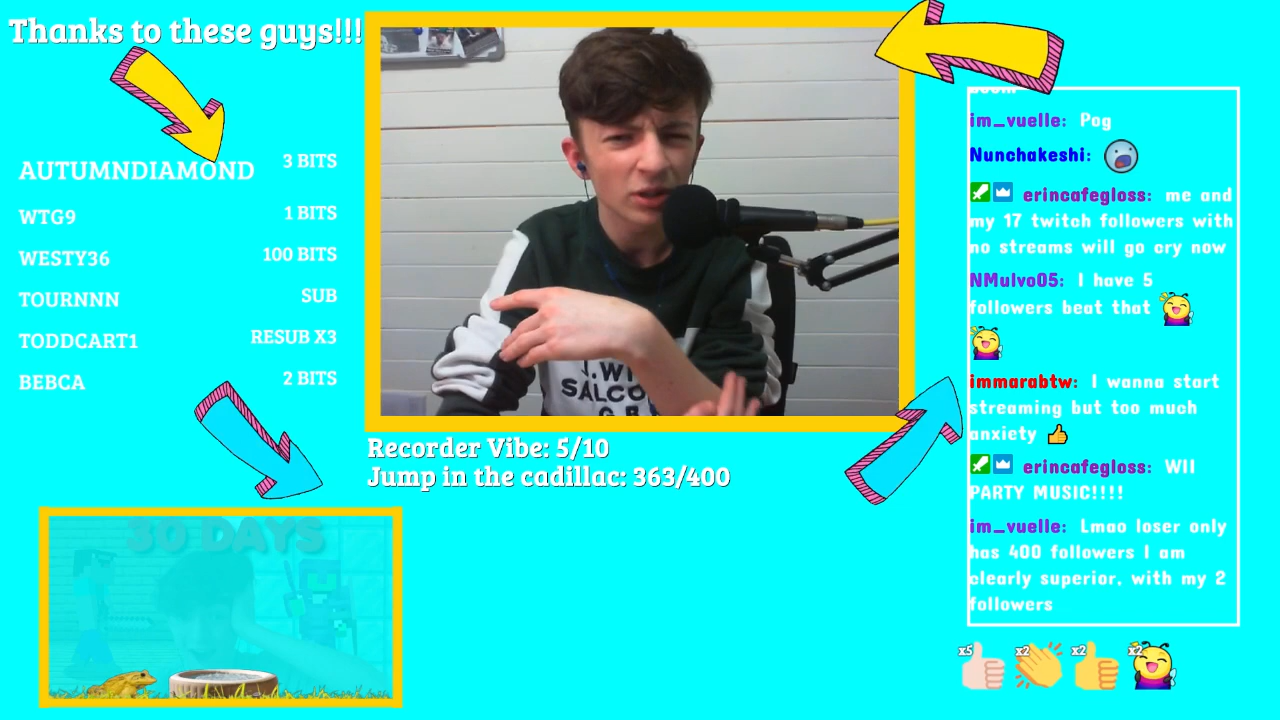 Thanks to these guys!!!
AUTUMNDIAMOND 3 BITS
WTG9 1 BITS
WESTY36 100 BITS
TOURNNN SUB
TODDCART1 RESUB X3
BEBCA 2 BITS
SALCO
Recorder Vibe: 5/10
Jump in the cadillac: 363/400
30 DAYS
im_vuelle: Pog
Nunchakeshi:
erincafegloss: me and
my 17 twitch followers with
no streams will go cry now
NMulvo05: I have 5
followers beat that
immarabtw: I wanna start
streaming but too much
anxiety
erincafegloss: WII
PARTY MUSIC!!!!
im_vuelle: Lmao loser only
has 400 followers I am
clearly superior, with my 2
followers
x5 x2 x2 x2